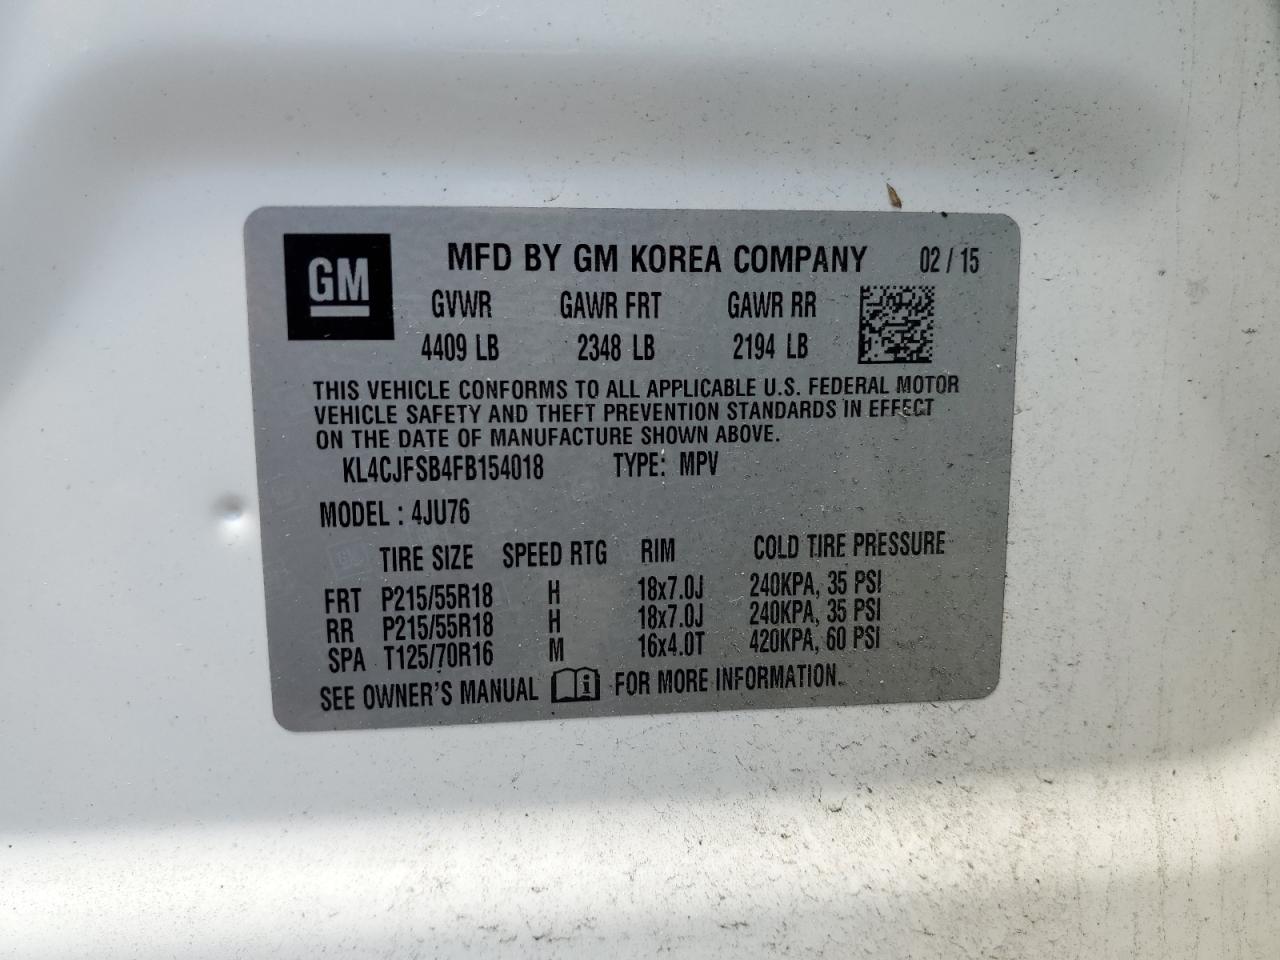 GM MFD BY GM KOREA COMPANY 02 / 15
GVWR GAWR FRT GAWR RR
4409 LB 2348 LB 2194 LB
THIS VEHICLE CONFORMS TO ALL APPLICABLE U.S. FEDERAL MOTOR
VEHICLE SAFETY AND THEFT PREVENTION STANDARDS IN EFFECT
ON THE DATE OF MANUFACTURE SHOWN ABOVE.
KL4CJFSB4FB154018 TYPE: MPV
MODEL : 4JU76
TIRE SIZE SPEED RTG RIM COLD TIRE PRESSURE
FRT P215/55R18 H 18x7.0J 240KPA, 35 PSI
RR P215/55R18 H 18x7.0J 240KPA, 35 PSI
SPA T125/70R16 M 16x4.0T 420KPA, 60 PSI
SEE OWNER'S MANUAL i FOR MORE INFORMATION.